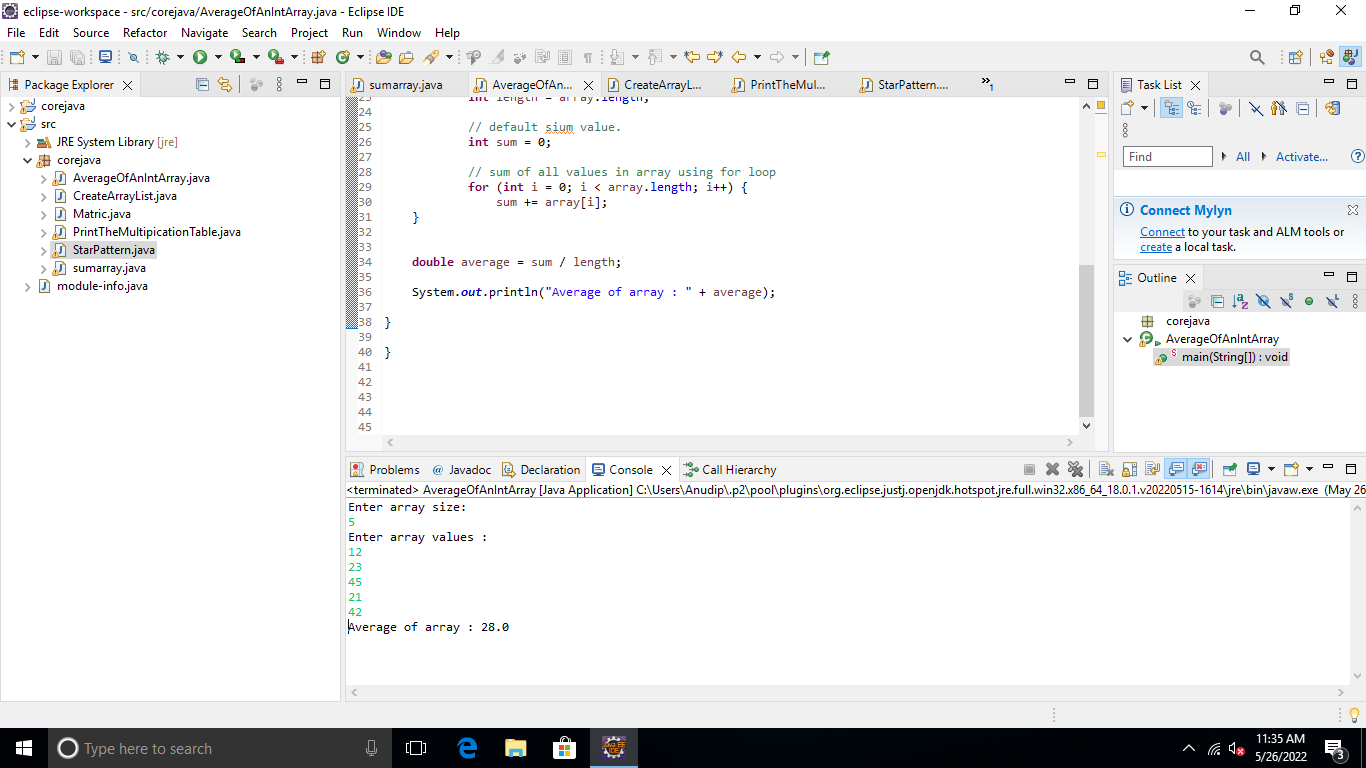 eclipse-workspace - src/corejava/AverageOfAnIntArray.java - Eclipse IDE
File Edit Source Refactor Navigate Search Project Run Window Help
Package Explorer
corejava
src
JRE System Library [jre]
corejava
AverageOfAnIntArray.java
CreateArrayList.java
Matric.java
PrintTheMultipicationTable.java
StarPattern.java
sumarray.java
module-info.java
sumarray.java AverageOfAn... CreateArrayL... PrintTheMul... StarPattern.... »1
23 int length = array.length;
24
25 // default sium value.
26 int sum = 0;
27
28 // sum of all values in array using for loop
29 for (int i = 0; i < array.length; i++) {
30 sum += array[i];
31 }
32
33
34 double average = sum / length;
35
36 System.out.println("Average of array : " + average);
37
38 }
39
40 }
41
42
43
44
45
Task List
Find All Activate...
Connect Mylyn
Connect to your task and ALM tools or
create a local task.
Outline
corejava
AverageOfAnIntArray
main(String[]) : void
Problems @ Javadoc Declaration Console Call Hierarchy
<terminated> AverageOfAnIntArray [Java Application] C:\Users\Anudip\.p2\pool\plugins\org.eclipse.justj.openjdk.hotspot.jre.full.win32.x86_64_18.0.1.v20220515-1614\jre\bin\javaw.exe (May 26
Enter array size:
5
Enter array values :
12
23
45
21
42
Average of array : 28.0
Type here to search
11:35 AM
5/26/2022
3